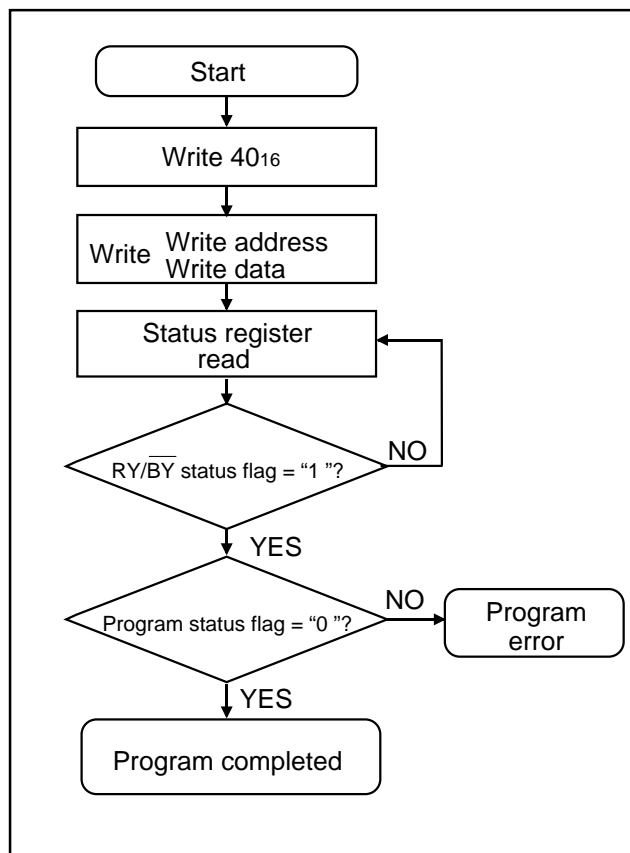 Start
Write 40₁₆
Write Write address
Write data
Status register
read
NO
RY/B̅Y̅ status flag = “1 ”?
YES
NO
Program status flag = “0 ”?
Program
error
YES
Program completed